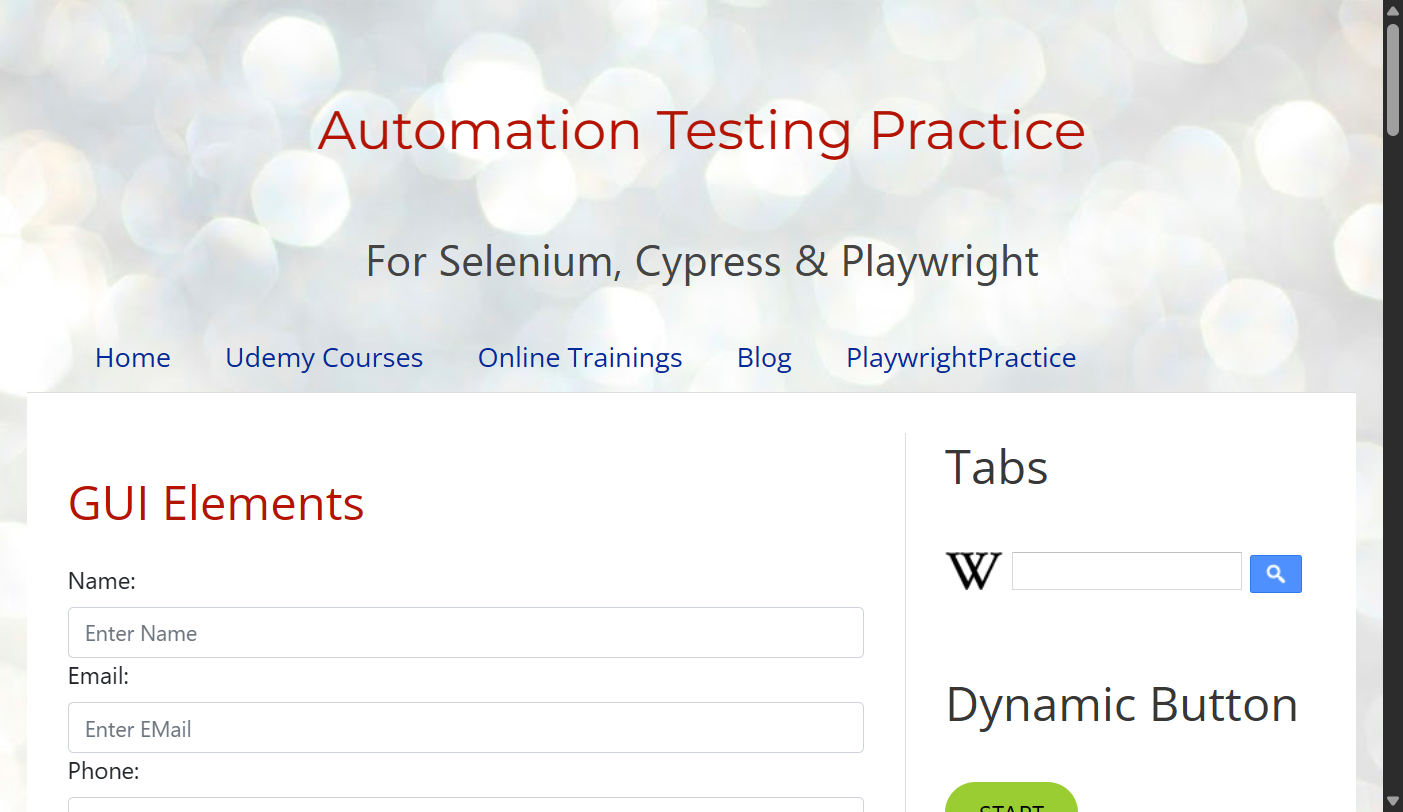 Automation Testing Practice
For Selenium, Cypress & Playwright
Home Udemy Courses Online Trainings Blog PlaywrightPractice
GUI Elements
Name:
Enter Name
Email:
Enter EMail
Phone:
Tabs
W
Dynamic Button
START